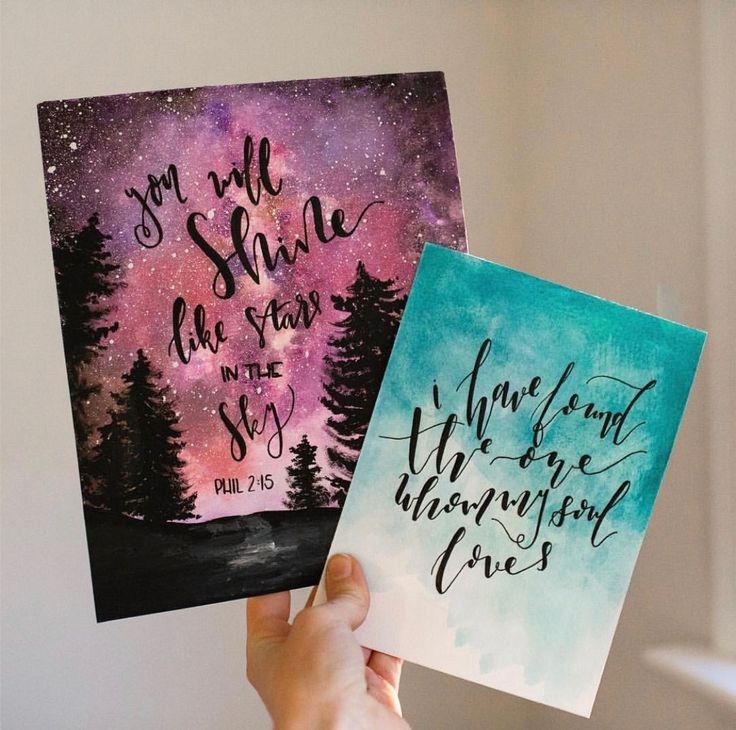 you will
Shine
like stars
IN THE
Sky
PHIL 2:15
i have found
the one
whom my soul
loves